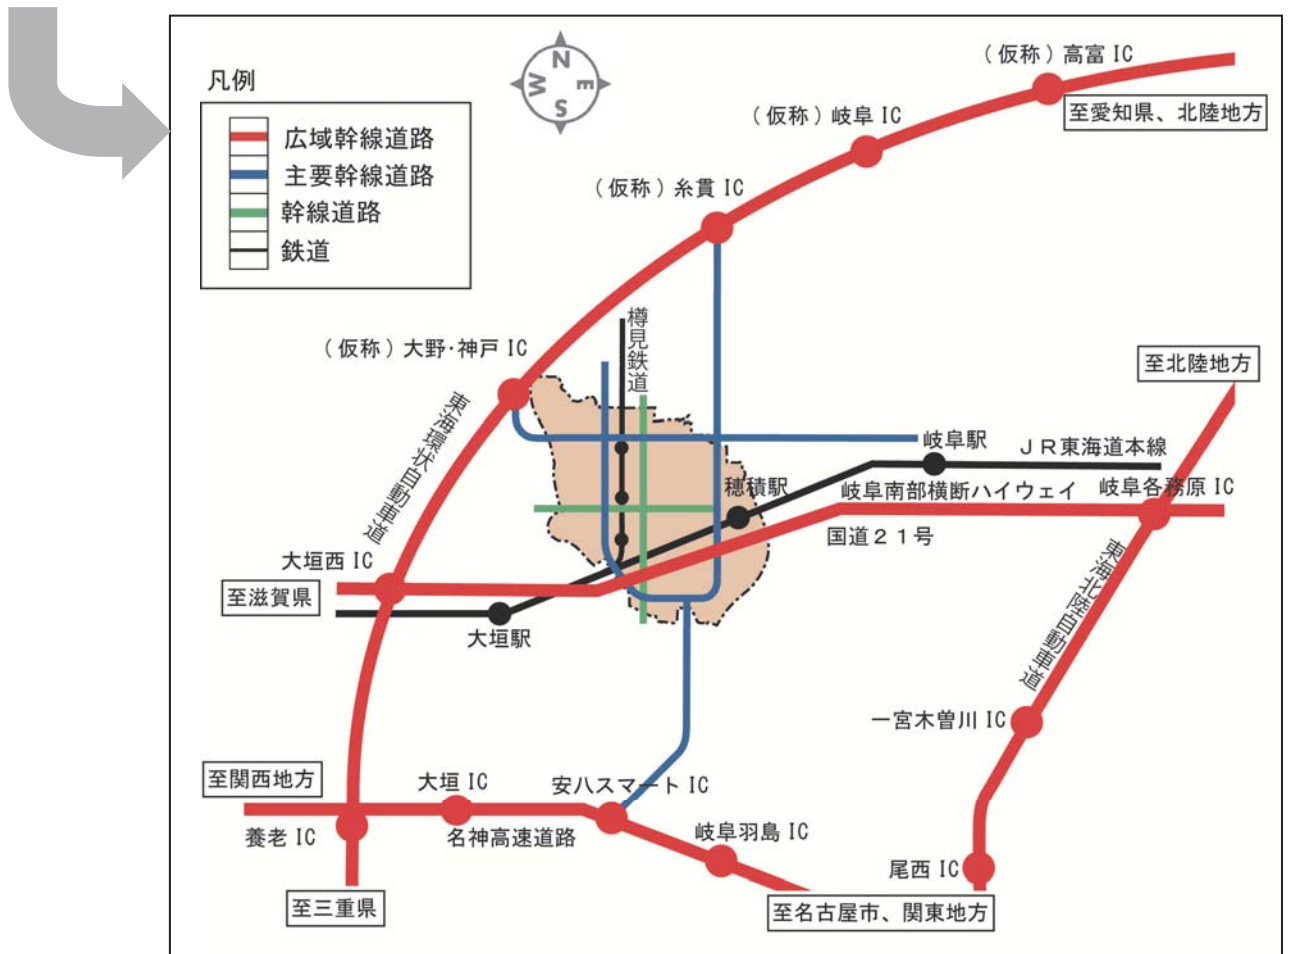 凡例
広域幹線道路
主要幹線道路
幹線道路
鉄道
N
W
E
S
（仮称）高富 IC
至愛知県、北陸地方
（仮称）岐阜 IC
（仮称）糸貫 IC
（仮称）大野・神戸 IC
樽見鉄道
至北陸地方
東海環状自動車道
岐阜駅
ＪＲ東海道本線
穂積駅
岐阜南部横断ハイウェイ
岐阜各務原 IC
国道２１号
大垣西 IC
至滋賀県
大垣駅
東海北陸自動車道
一宮木曽川 IC
至関西地方
大垣 IC
安八スマート IC
養老 IC
名神高速道路
岐阜羽島 IC
尾西 IC
至三重県
至名古屋市、関東地方